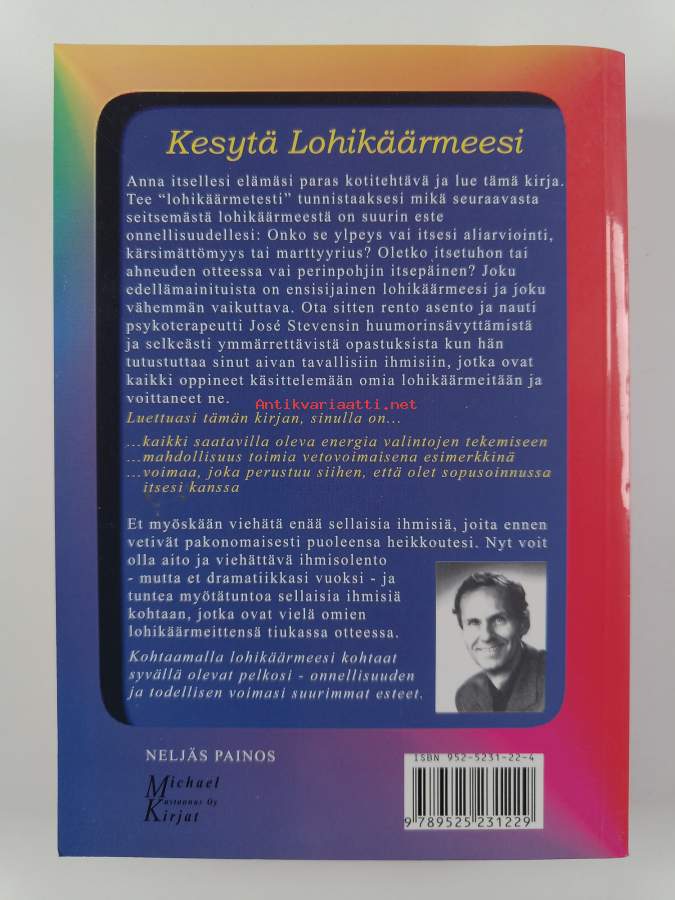 Kesytä Lohikäärmeesi
Anna itsellesi elämäsi paras kotitehtävä ja lue tämä kirja.
Tee “lohikäärmetesti” tunnistaaksesi mikä seuraavasta
seitsemästä lohikäärmeestä on suurin este
onnellisuudellesi: Onko se ylpeys vai itsesi aliarviointi,
kärsimättömyys tai marttyyrius? Oletko itsetuhon tai
ahneuden otteessa vai perinpohjin itsepäinen? Joku
edellämainituista on ensisijainen lohikäärmeesi ja joku
vähemmän vaikuttava. Ota sitten rento asento ja nauti
psykoterapeutti José Stevensin huumorinsävyttämistä
ja selkeästi ymmärrettävistä opastuksista kun hän
tutustuttaa sinut aivan tavallisiin ihmisiin, jotka ovat
kaikki oppineet käsittelemään omia lohikäärmeitään ja
voittaneet ne.
Antikvariaatti.net
Luettuasi tämän kirjan, sinulla on...
...kaikki saatavilla oleva energia valintojen tekemiseen
...mahdollisuus toimia vetovoimaisena esimerkkinä
...voimaa, joka perustuu siihen, että olet sopusoinnussa
itsesi kanssa
Et myöskään viehätä enää sellaisia ihmisiä, joita ennen
vetivät pakonomaisesti puoleensa heikkoutesi. Nyt voit
olla aito ja viehättävä ihmisolento
- mutta et dramatiikkasi vuoksi - ja
tuntea myötätuntoa sellaisia ihmisiä
kohtaan, jotka ovat vielä omien
lohikäärmeittensä tiukassa otteessa.
Kohtaamalla lohikäärmeesi kohtaat
syvällä olevat pelkosi - onnellisuuden
ja todellisen voimasi suurimmat esteet.
NELJÄS PAINOS
Michael
Kustannus Oy
Kirjat
ISBN 952-5231-22-4
9 789525 231229